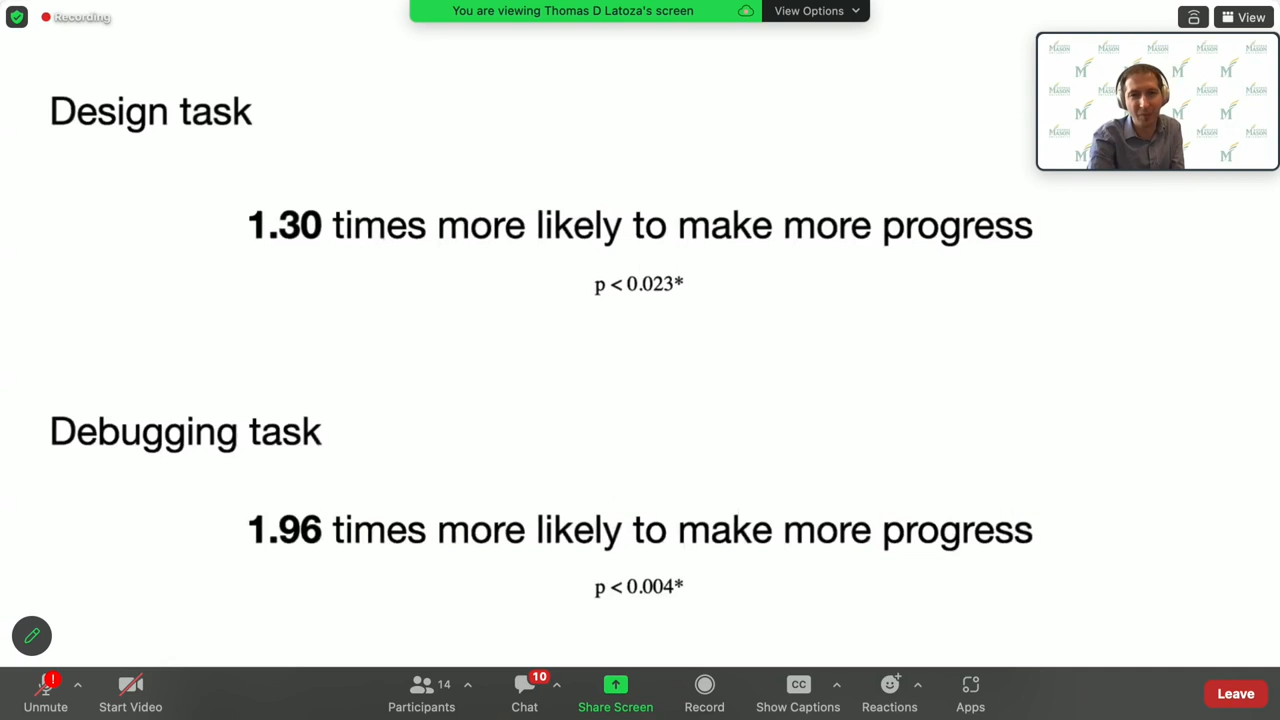 Recording
You are viewing Thomas D Latoza's screen
View Options
View
MASON
Design task
1.30 times more likely to make more progress
p < 0.023*
Debugging task
1.96 times more likely to make more progress
p < 0.004*
Unmute
Start Video
14
Participants
10
Chat
Share Screen
Record
CC
Show Captions
Reactions
Apps
Leave